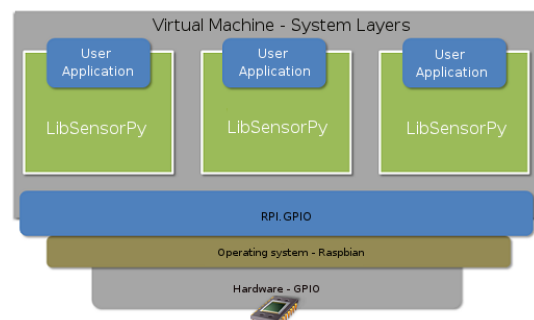 Virtual Machine - System Layers
User
Application
User
Application
User
Application
LibSensorPy
LibSensorPy
LibSensorPy
RPI.GPIO
Operating system - Raspbian
Hardware - GPIO